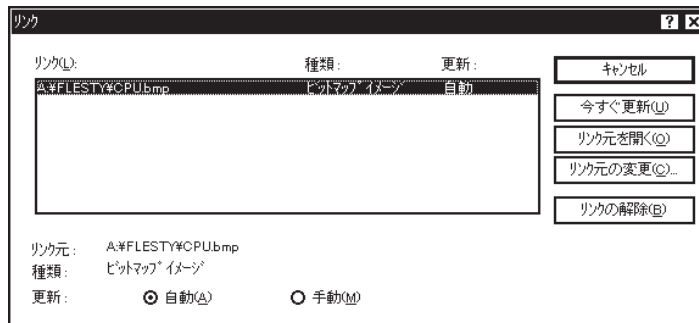 リンク
リンク(L): 種類: 更新:
A:¥FLESTY¥CPU.bmp ビットマップ イメージ 自動
キャンセル
今すぐ更新(U)
リンク元を開く(O)
リンク元の変更(C)...
リンクの解除(B)
リンク元: A:¥FLESTY¥CPU.bmp
種類: ビットマップ イメージ
更新: 自動(A) 手動(M)